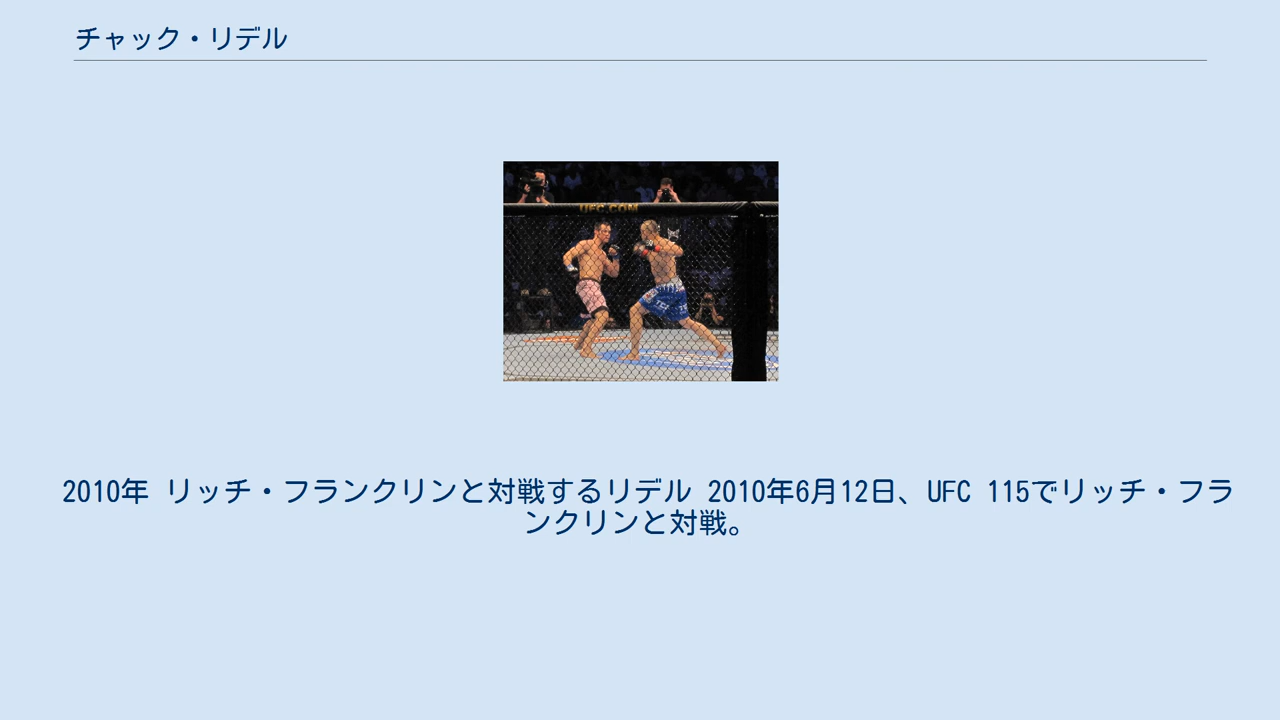 チャック・リデル
UFC.COM
2010年 リッチ・フランクリンと対戦するリデル 2010年6月12日、UFC 115でリッチ・フラ
ンクリンと対戦。